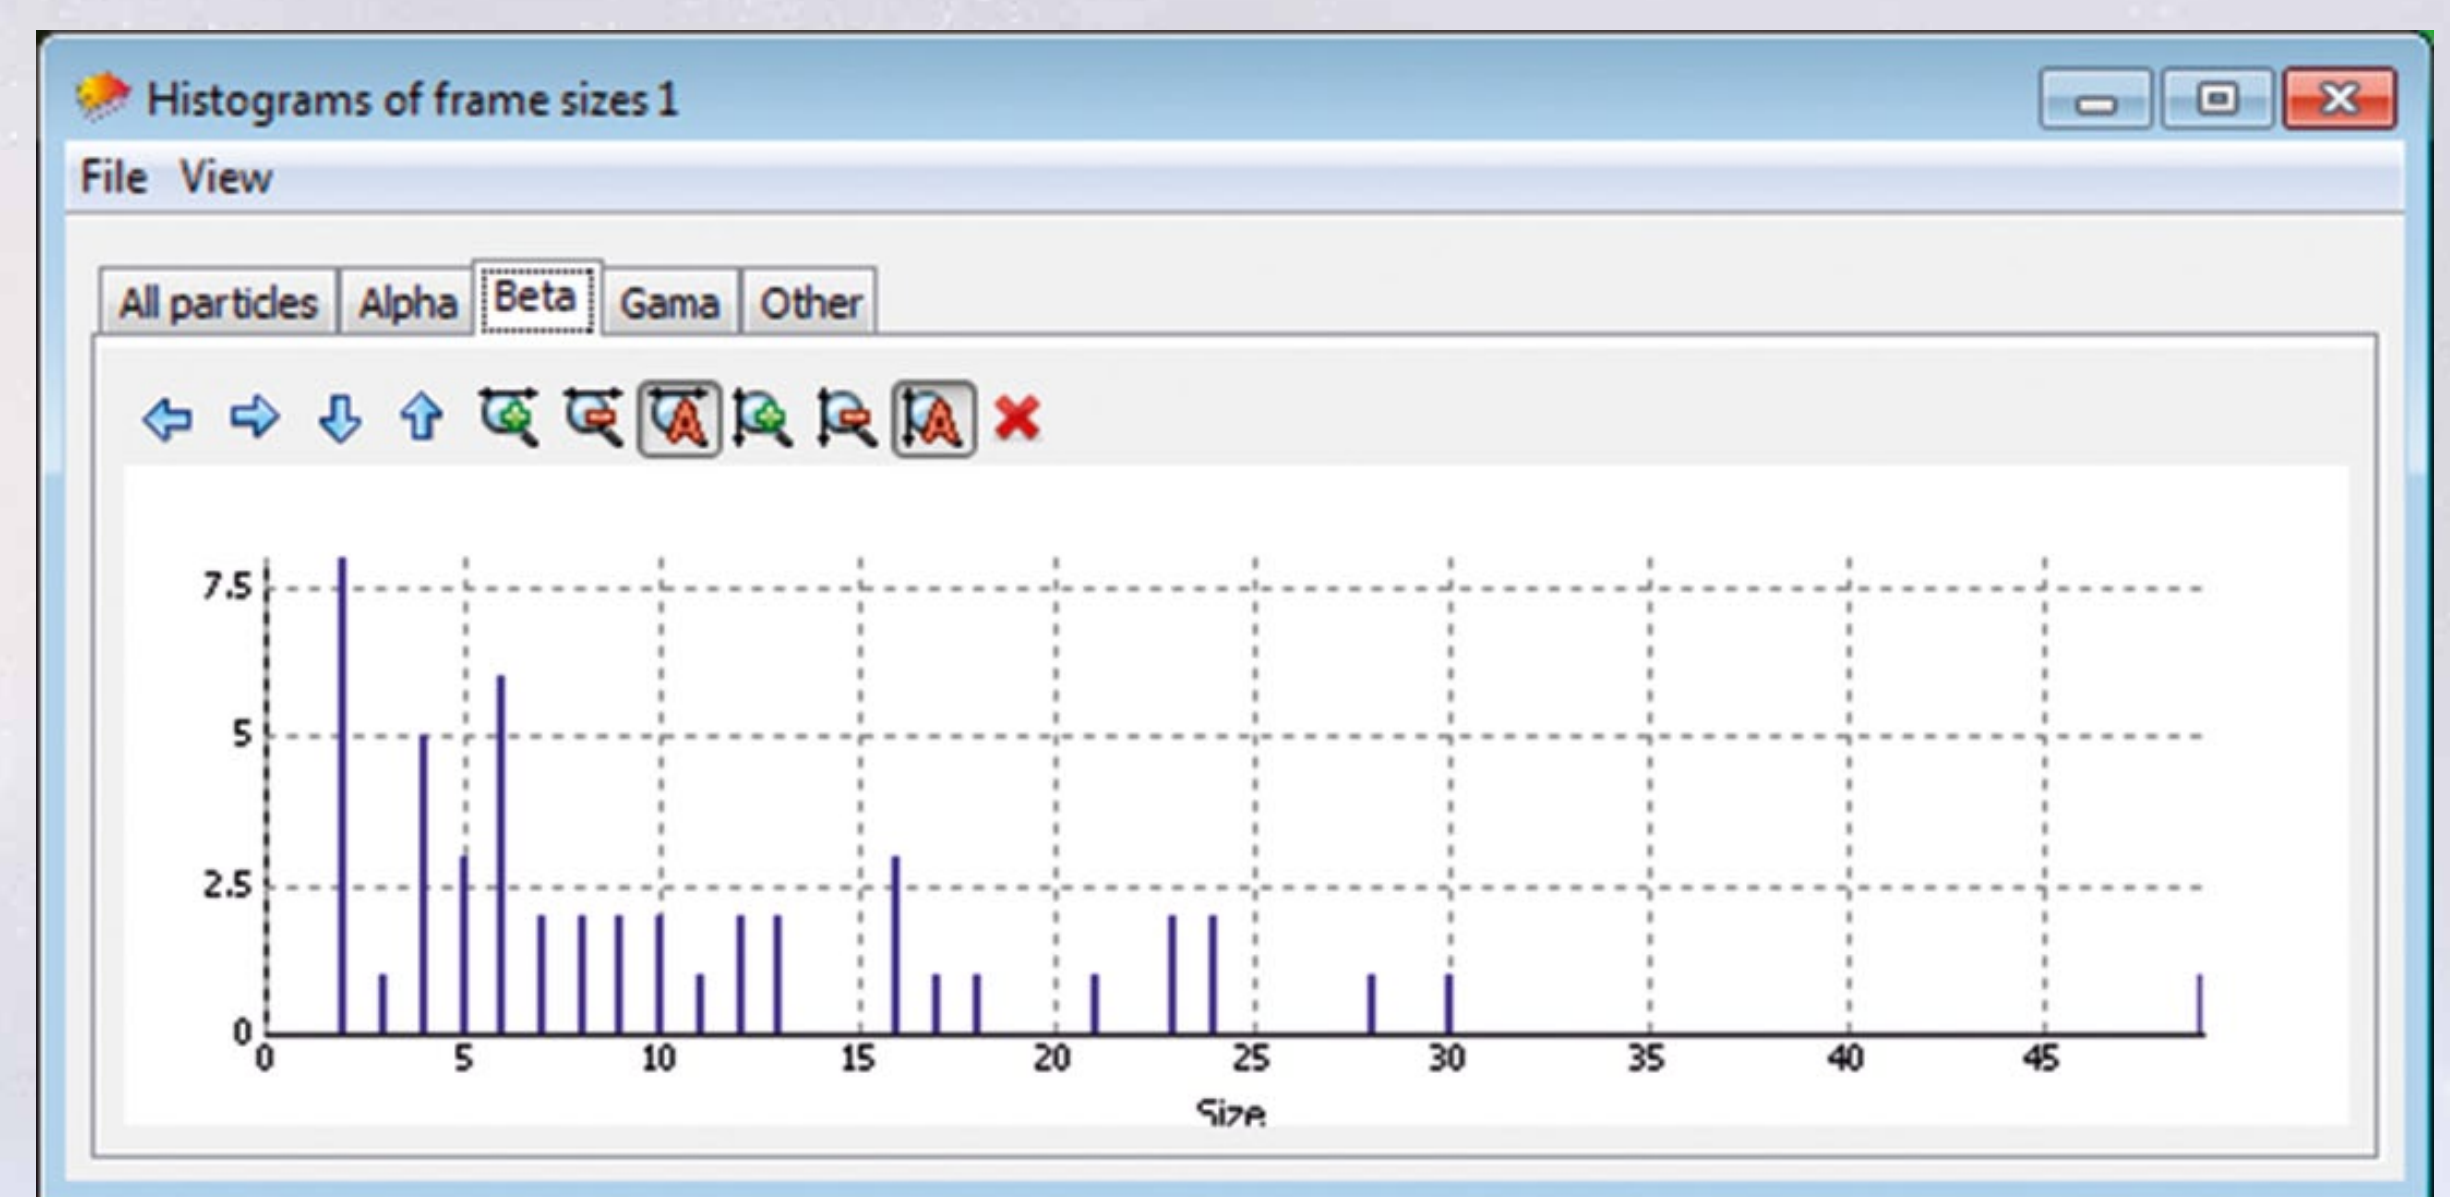 Histograms of frame sizes 1
File View
All particles Alpha Beta Gama Other
7.5
5
2.5
0
0 5 10 15 20 25 30 35 40 45
Size